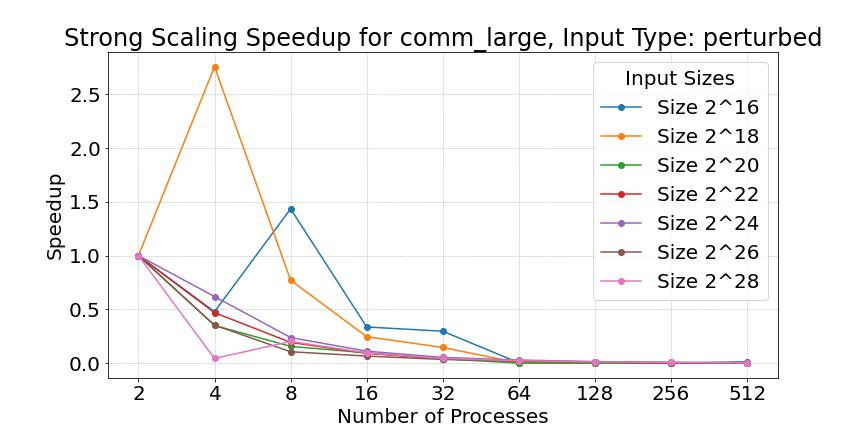 Strong Scaling Speedup for comm_large, Input Type: perturbed
Speedup
2.5
2.0
1.5
1.0
0.5
0.0
Input Sizes
Size 2^16
Size 2^18
Size 2^20
Size 2^22
Size 2^24
Size 2^26
Size 2^28
2 4 8 16 32 64 128 256 512
Number of Processes